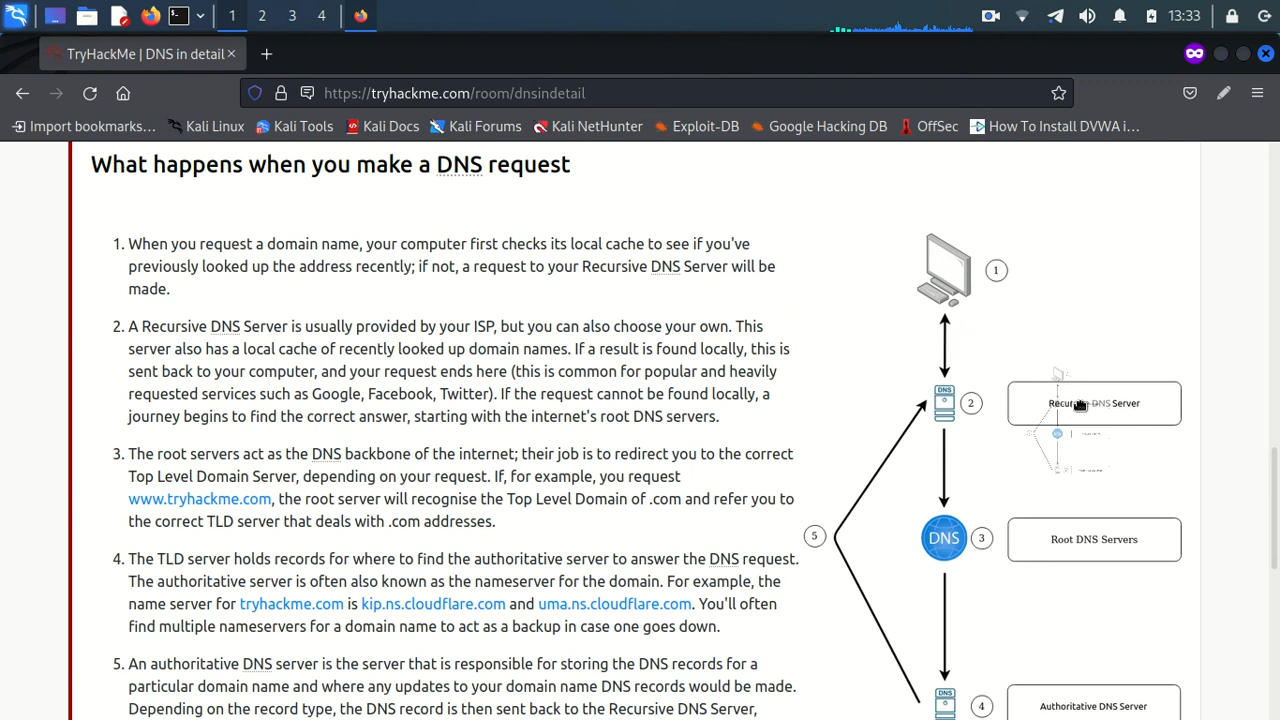 1
2
3
4
13:33
TryHackMe | DNS in detail
https://tryhackme.com/room/dnsindetail
Import bookmarks...
Kali Linux
Kali Tools
Kali Docs
Kali Forums
Kali NetHunter
Exploit-DB
Google Hacking DB
OffSec
How To Install DVWA i...
What happens when you make a DNS request
1. When you request a domain name, your computer first checks its local cache to see if you've
previously looked up the address recently; if not, a request to your Recursive DNS Server will be
made.
2. A Recursive DNS Server is usually provided by your ISP, but you can also choose your own. This
server also has a local cache of recently looked up domain names. If a result is found locally, this is
sent back to your computer, and your request ends here (this is common for popular and heavily
requested services such as Google, Facebook, Twitter). If the request cannot be found locally, a
journey begins to find the correct answer, starting with the internet's root DNS servers.
3. The root servers act as the DNS backbone of the internet; their job is to redirect you to the correct
Top Level Domain Server, depending on your request. If, for example, you request
www.tryhackme.com, the root server will recognise the Top Level Domain of .com and refer you to
the correct TLD server that deals with .com addresses.
4. The TLD server holds records for where to find the authoritative server to answer the DNS request.
The authoritative server is often also known as the nameserver for the domain. For example, the
name server for tryhackme.com is kip.ns.cloudflare.com and uma.ns.cloudflare.com. You'll often
find multiple nameservers for a domain name to act as a backup in case one goes down.
5. An authoritative DNS server is the server that is responsible for storing the DNS records for a
particular domain name and where any updates to your domain name DNS records would be made.
Depending on the record type, the DNS record is then sent back to the Recursive DNS Server,
1
DNS
2
Recursive DNS Server
5
DNS
3
Root DNS Servers
DNS
4
Authoritative DNS Server